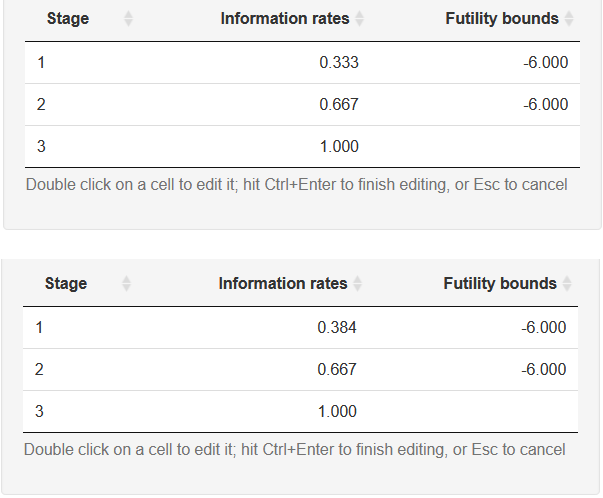 Stage Information rates Futility bounds
1 0.333 -6.000
2 0.667 -6.000
3 1.000
Double click on a cell to edit it; hit Ctrl+Enter to finish editing, or Esc to cancel
Stage Information rates Futility bounds
1 0.384 -6.000
2 0.667 -6.000
3 1.000
Double click on a cell to edit it; hit Ctrl+Enter to finish editing, or Esc to cancel